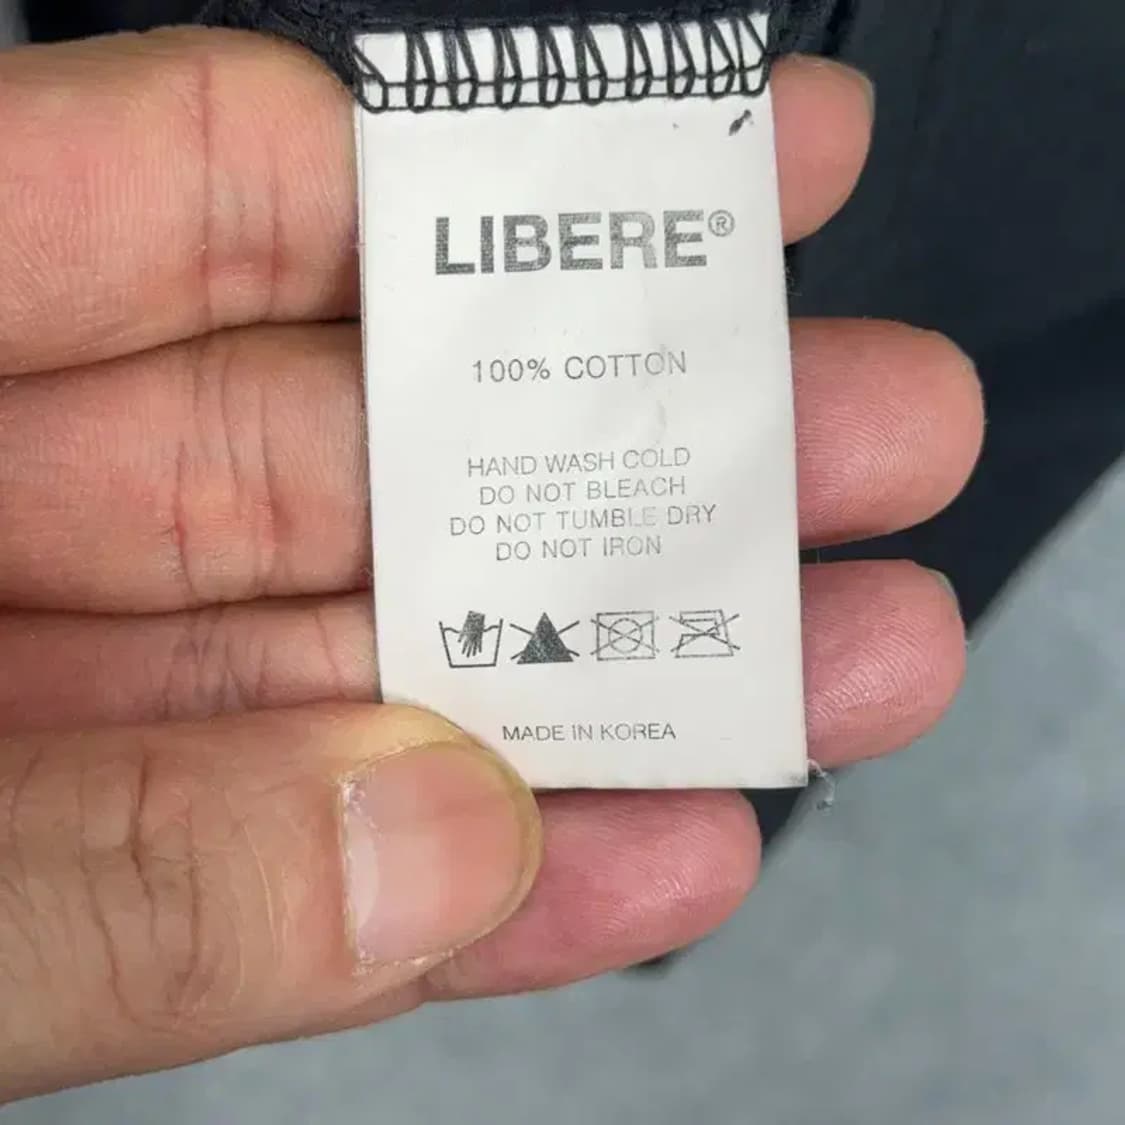 LIBERE®
100% COTTON
HAND WASH COLD
DO NOT BLEACH
DO NOT TUMBLE DRY
DO NOT IRON
MADE IN KOREA